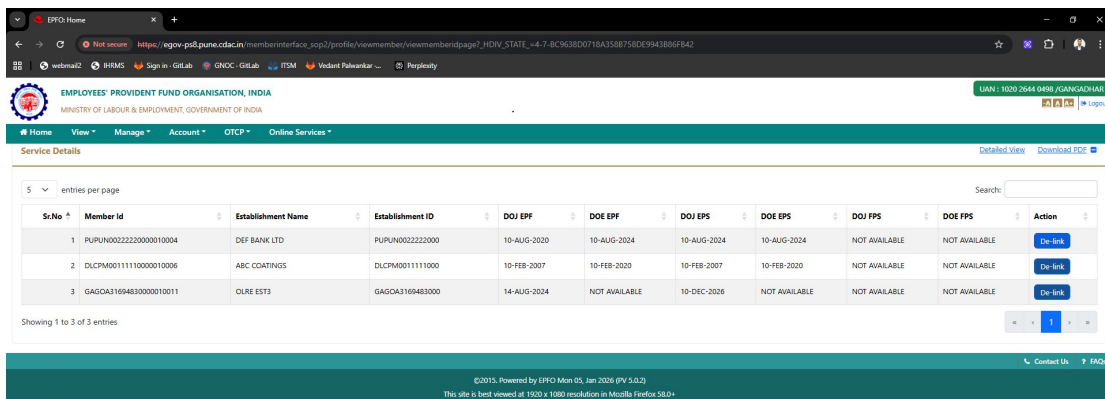 EPFO: Home
Not secure https://egov-ps8.pune.cdac.in/memberinterface_sop2/profile/viewmember/viewmemberidpage?_HDIV_STATE_=4-7-BC9638D0718A358B758DE9943B86FB42
webmail2 IHRMS Sign in · GitLab GNOC - GitLab ITSM Vedant Palwankar -... Perplexity
EMPLOYEES' PROVIDENT FUND ORGANISATION, INDIA
MINISTRY OF LABOUR & EMPLOYMENT, GOVERNMENT OF INDIA
UAN : 1020 2644 0498 /GANGADHAR
-A A A+ Logou
Home View Manage Account OTCP Online Services
Service Details Detailed View Download PDF
5 entries per page Search:
Sr.No Member Id Establishment Name Establishment ID DOJ EPF DOE EPF DOJ EPS DOE EPS DOJ FPS DOE FPS Action
1 PUPUN00222220000010004 DEF BANK LTD PUPUN0022222000 10-AUG-2020 10-AUG-2024 10-AUG-2024 10-AUG-2024 NOT AVAILABLE NOT AVAILABLE De-link
2 DLCPM00111110000010006 ABC COATINGS DLCPM0011111000 10-FEB-2007 10-FEB-2020 10-FEB-2007 10-FEB-2020 NOT AVAILABLE NOT AVAILABLE De-link
3 GAGOA31694830000010011 OLRE EST3 GAGOA3169483000 14-AUG-2024 NOT AVAILABLE 10-DEC-2026 NOT AVAILABLE NOT AVAILABLE NOT AVAILABLE De-link
Showing 1 to 3 of 3 entries « ‹ 1 › »
Contact Us ? FAQs
©2015. Powered by EPFO Mon 05, Jan 2026 (PV 5.0.2)
This site is best viewed at 1920 x 1080 resolution in Mozilla Firefox 58.0+